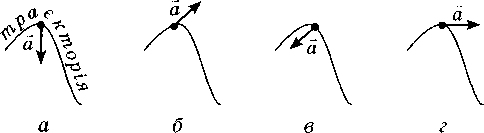 траєкторія
a⃗ a⃗ a⃗ a⃗
а б в г